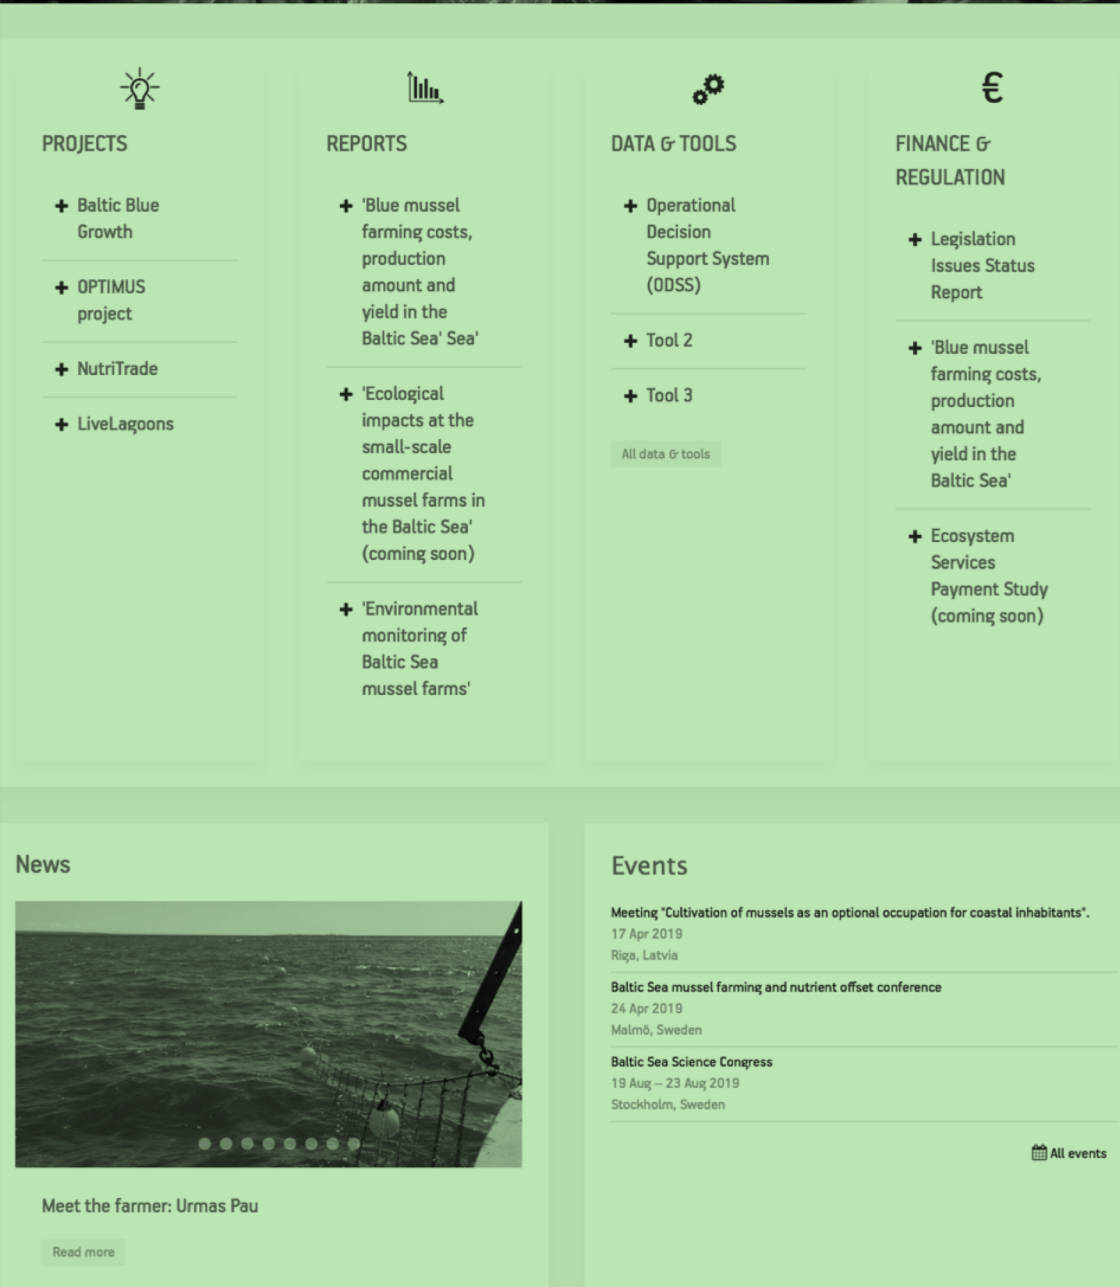 PROJECTS
Baltic Blue
Growth
OPTIMUS
project
NutriTrade
LiveLagoons
REPORTS
'Blue mussel
farming costs,
production
amount and
yield in the
Baltic Sea' Sea'
'Ecological
impacts at the
small-scale
commercial
mussel farms in
the Baltic Sea'
(coming soon)
'Environmental
monitoring of
Baltic Sea
mussel farms'
DATA & TOOLS
Operational
Decision
Support System
(ODSS)
Tool 2
Tool 3
All data & tools
€
FINANCE &
REGULATION
Legislation
Issues Status
Report
'Blue mussel
farming costs,
production
amount and
yield in the
Baltic Sea'
Ecosystem
Services
Payment Study
(coming soon)
News
Meet the farmer: Urmas Pau
Read more
Events
Meeting "Cultivation of mussels as an optional occupation for coastal inhabitants".
17 Apr 2019
Riga, Latvia
Baltic Sea mussel farming and nutrient offset conference
24 Apr 2019
Malmö, Sweden
Baltic Sea Science Congress
19 Aug – 23 Aug 2019
Stockholm, Sweden
All events